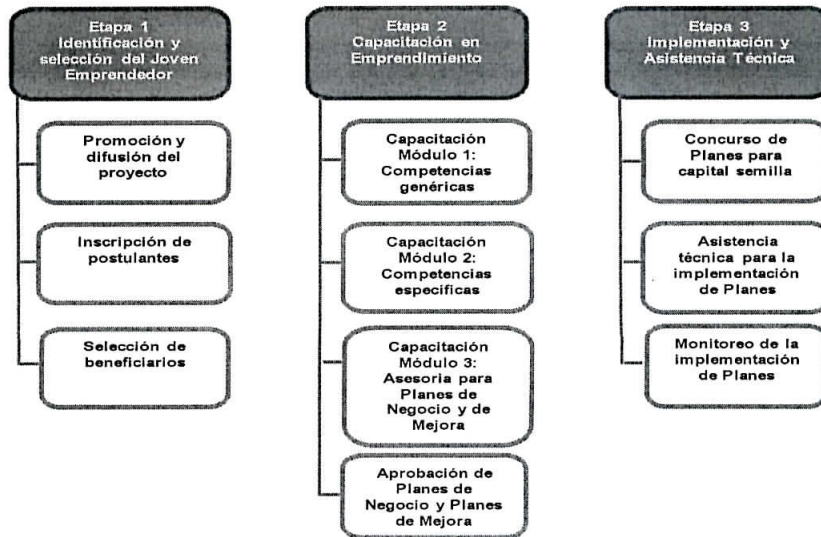 Etapa 1
Identificación y
selección del Joven
Emprendedor
Promoción y
difusión del
proyecto
Inscripción de
postulantes
Selección de
beneficiarios
Etapa 2
Capacitación en
Emprendimiento
Capacitación
Módulo 1:
Competencias
genéricas
Capacitación
Módulo 2:
Competencias
específicas
Capacitación
Módulo 3:
Asesoria para
Planes de
Negocio y de
Mejora
Aprobación de
Planes de
Negocio y Planes
de Mejora
Etapa 3
Implementación y
Asistencia Técnica
Concurso de
Planes para
capital semilla
Asistencia
técnica para la
implementación
de Planes
Monitoreo de la
implementación
de Planes